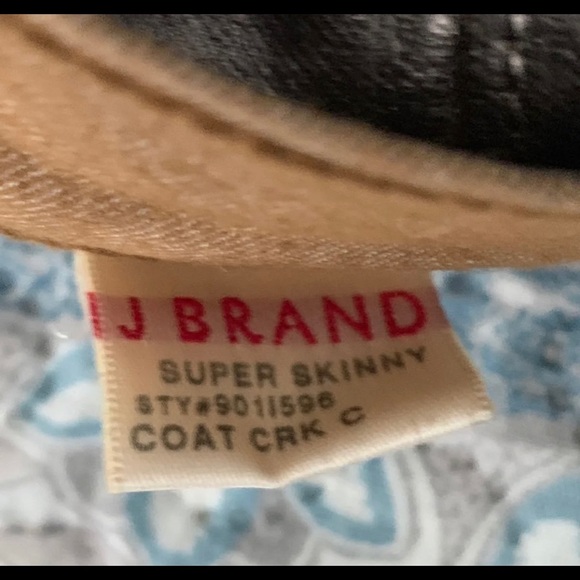 J BRAND
SUPER SKINNY
STY#901I596
COAT CRK C